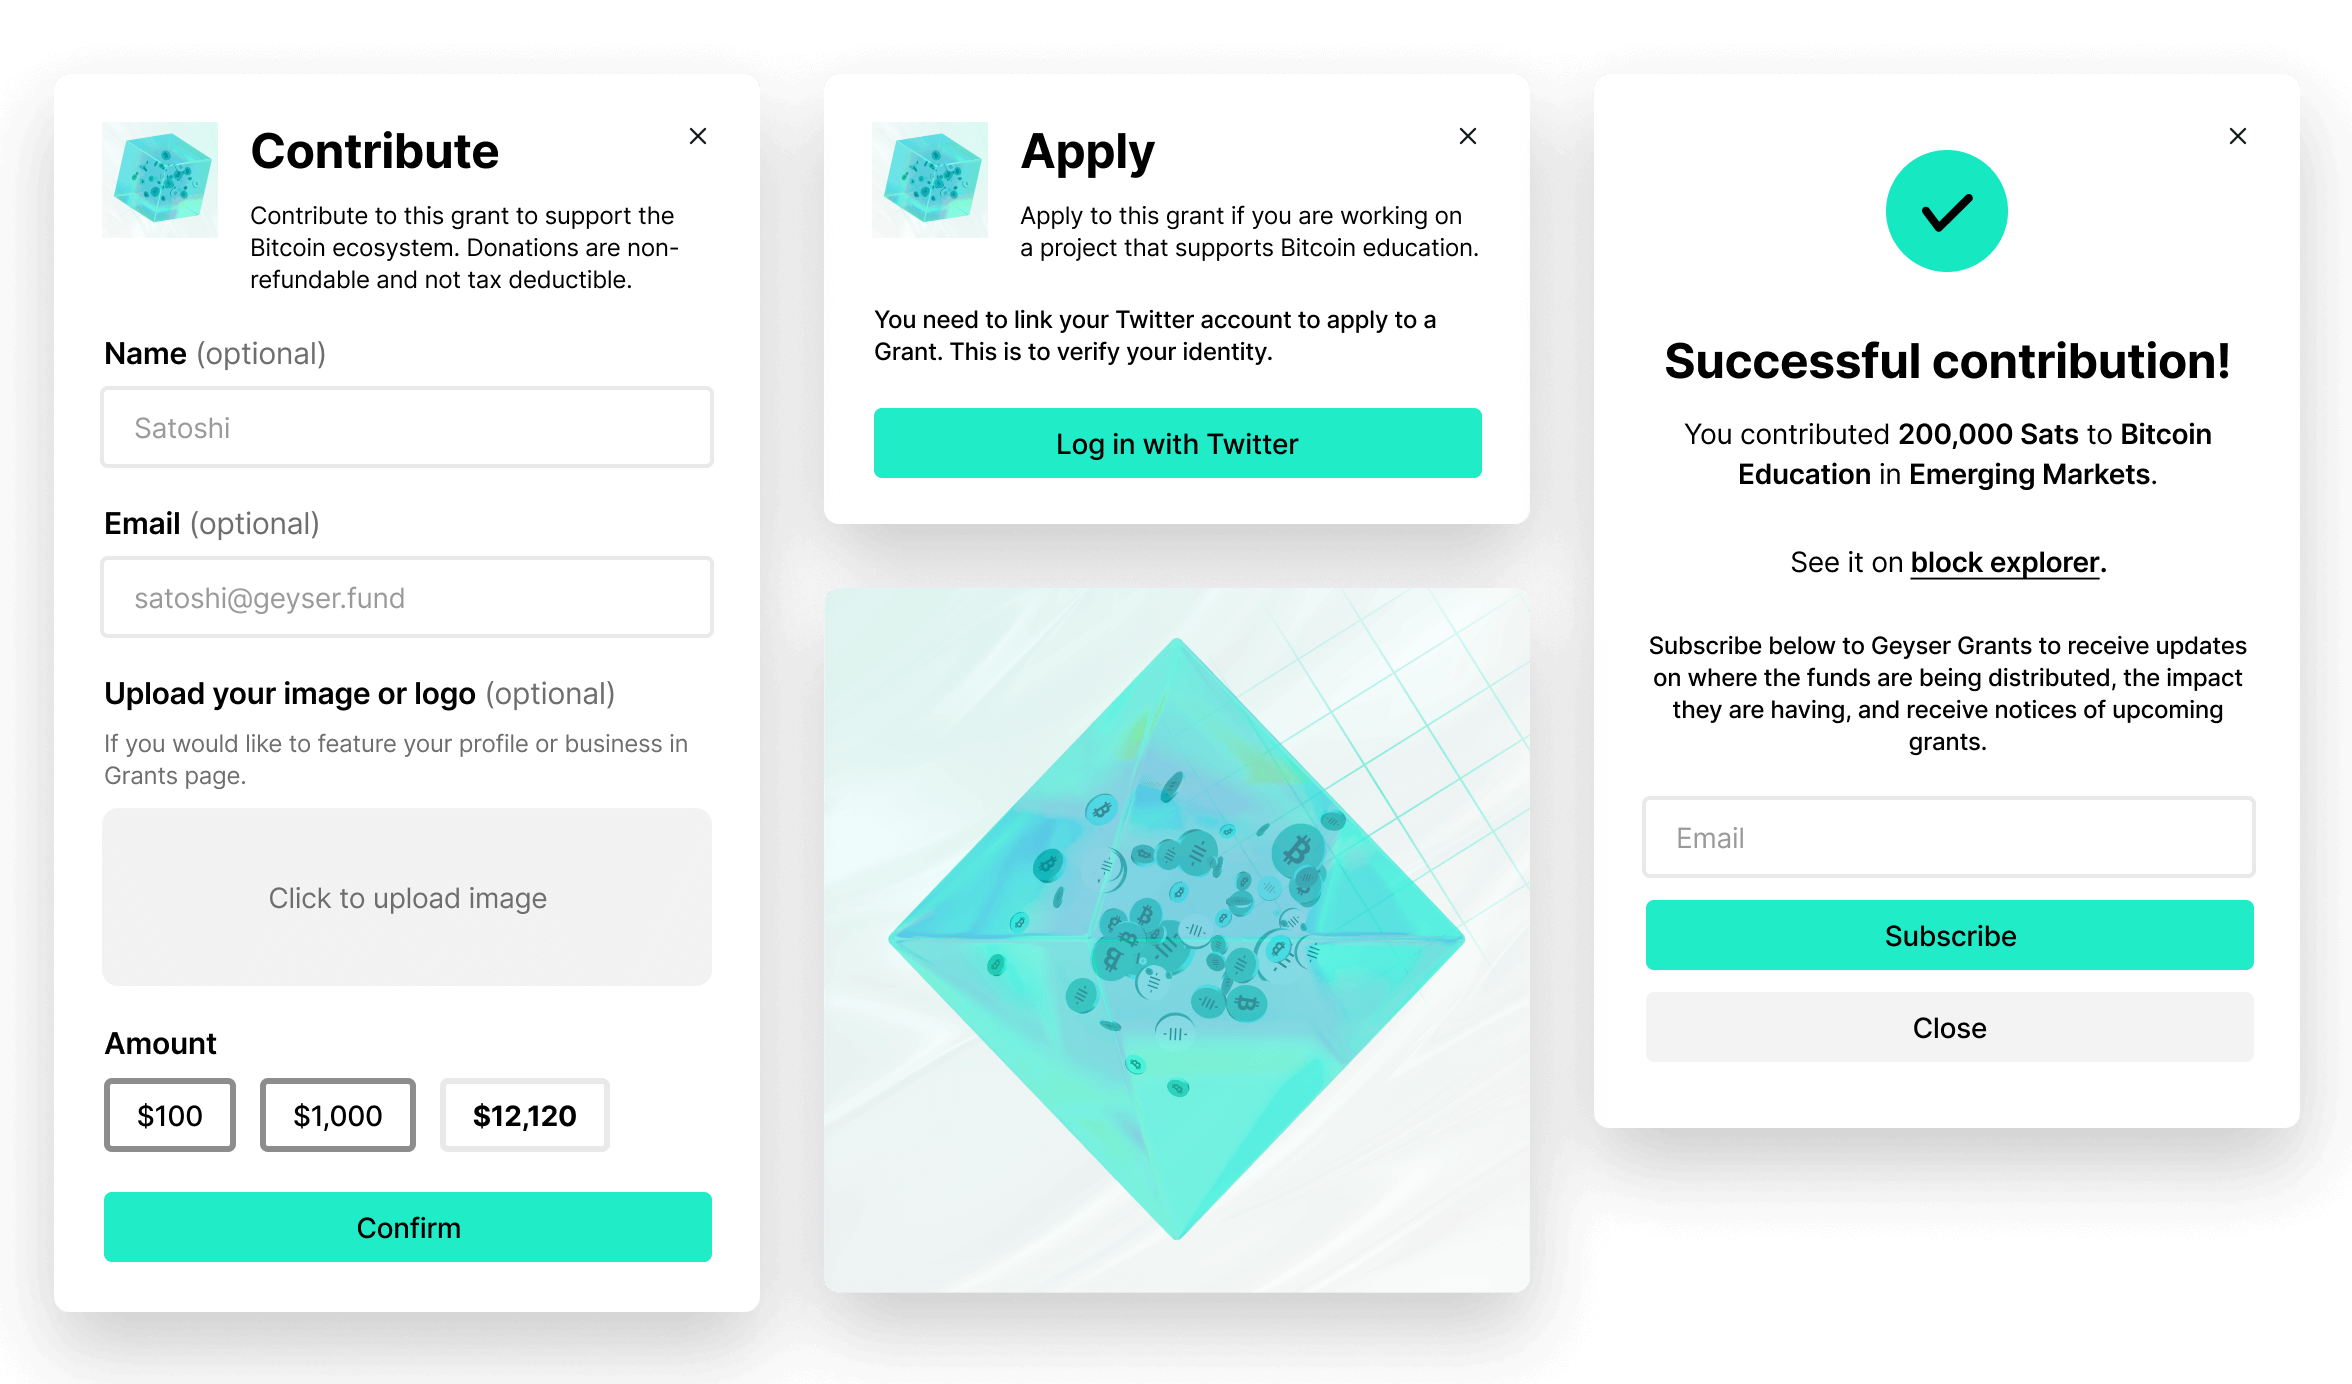 Contribute
Contribute to this grant to support the
Bitcoin ecosystem. Donations are non-
refundable and not tax deductible.
Name (optional)
Satoshi
Email (optional)
satoshi@geyser.fund
Upload your image or logo (optional)
If you would like to feature your profile or business in
Grants page.
Click to upload image
Amount
$100
$1,000
$12,120
Confirm
Apply
Apply to this grant if you are working on
a project that supports Bitcoin education.
You need to link your Twitter account to apply to a
Grant. This is to verify your identity.
Log in with Twitter
Successful contribution!
You contributed 200,000 Sats to Bitcoin
Education in Emerging Markets.
See it on block explorer.
Subscribe below to Geyser Grants to receive updates
on where the funds are being distributed, the impact
they are having, and receive notices of upcoming
grants.
Email
Subscribe
Close